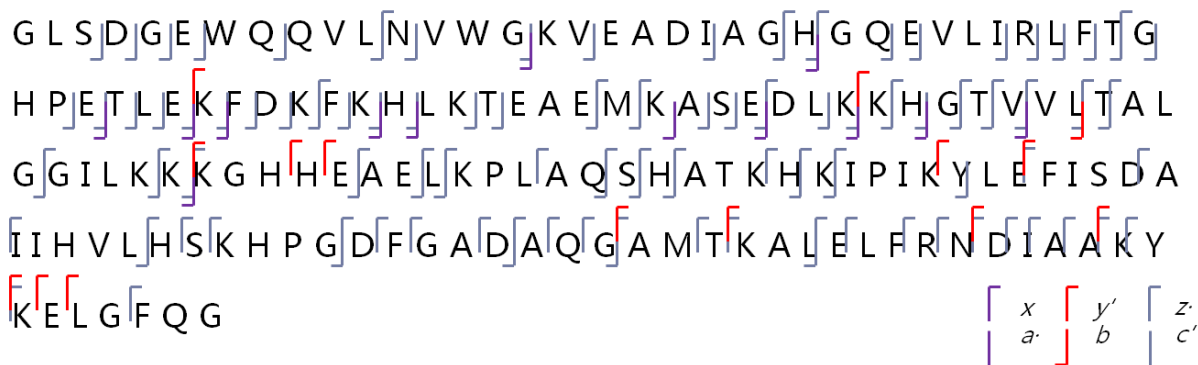 G L S D G E W Q Q V L N V W G K V E A D I A G H G Q E V L I R L F T G
H P E T L E K F D K F K H L K T E A E M K A S E D L K K H G T V V L T A L
G G I L K K K G H H E A E L K P L A Q S H A T K H K I P I K Y L E F I S D A
I I H V L H S K H P G D F G A D A Q G A M T K A L E L F R N D I A A K Y
K E L G F Q G
x y' z·
a· b c'